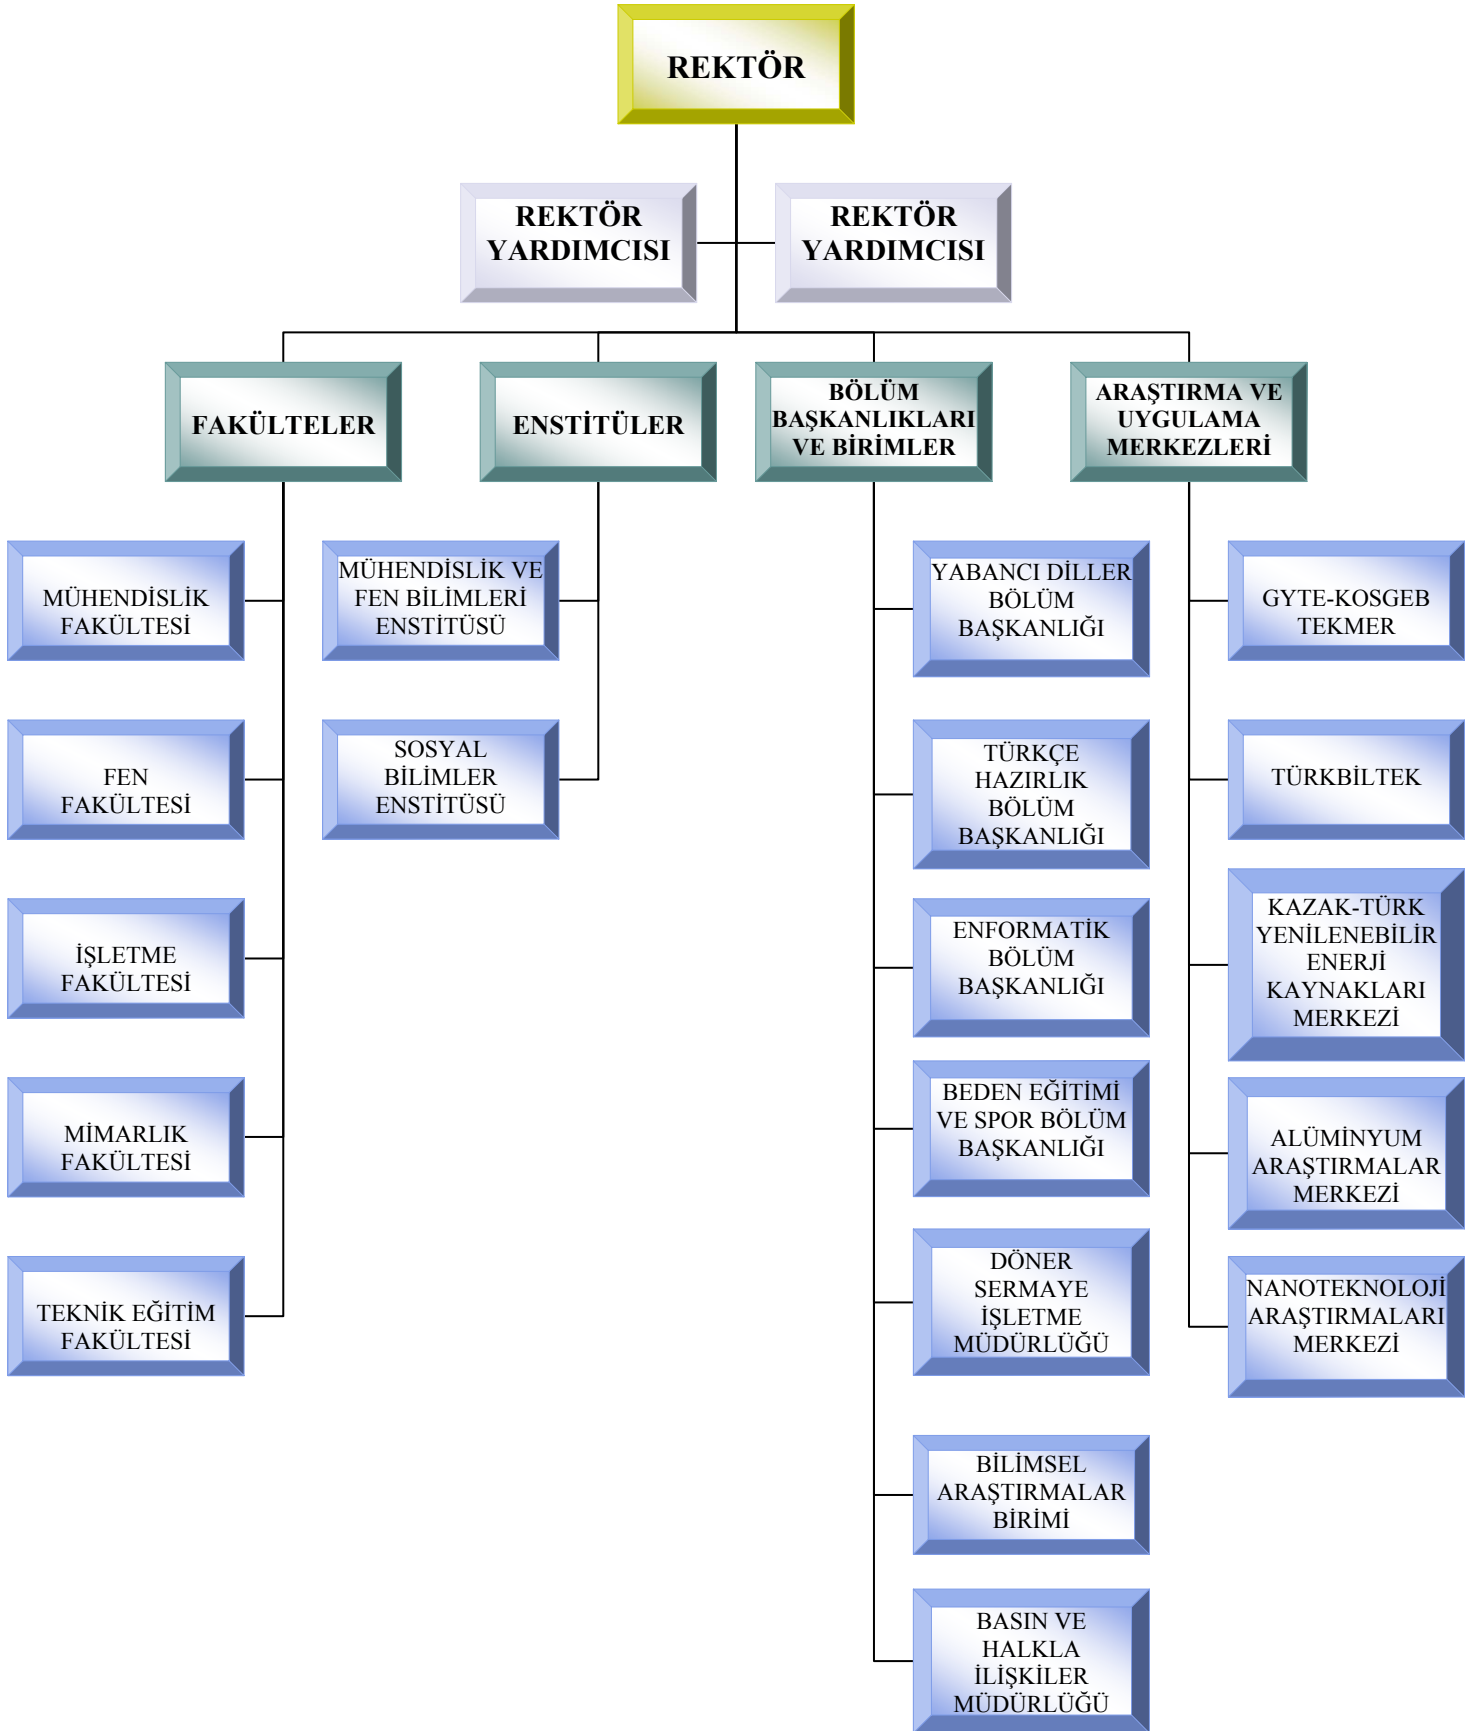 REKTÖR
REKTÖR
YARDIMCISI
REKTÖR
YARDIMCISI
FAKÜLTELER
ENSTİTÜLER
BÖLÜM
BAŞKANLIKLARI
VE BİRİMLER
ARAŞTIRMA VE
UYGULAMA
MERKEZLERİ
MÜHENDİSLİK
FAKÜLTESİ
FEN
FAKÜLTESİ
İŞLETME
FAKÜLTESİ
MİMARLIK
FAKÜLTESİ
TEKNİK EĞİTİM
FAKÜLTESİ
MÜHENDİSLİK VE
FEN BİLİMLERİ
ENSTİTÜSÜ
SOSYAL
BİLİMLER
ENSTİTÜSÜ
YABANCI DİLLER
BÖLÜM
BAŞKANLIĞI
TÜRKÇE
HAZIRLIK
BÖLÜM
BAŞKANLIĞI
ENFORMATİK
BÖLÜM
BAŞKANLIĞI
BEDEN EĞİTİMİ
VE SPOR BÖLÜM
BAŞKANLIĞI
DÖNER
SERMAYE
İŞLETME
MÜDÜRLÜĞÜ
BİLİMSEL
ARAŞTIRMALAR
BİRİMİ
BASIN VE
HALKLA
İLİŞKİLER
MÜDÜRLÜĞÜ
GYTE-KOSGEB
TEKMER
TÜRKBİLTEK
KAZAK-TÜRK
YENİLENEBİLİR
ENERJİ
KAYNAKLARI
MERKEZİ
ALÜMİNYUM
ARAŞTIRMALAR
MERKEZİ
NANOTEKNOLOJİ
ARAŞTIRMALARI
MERKEZİ